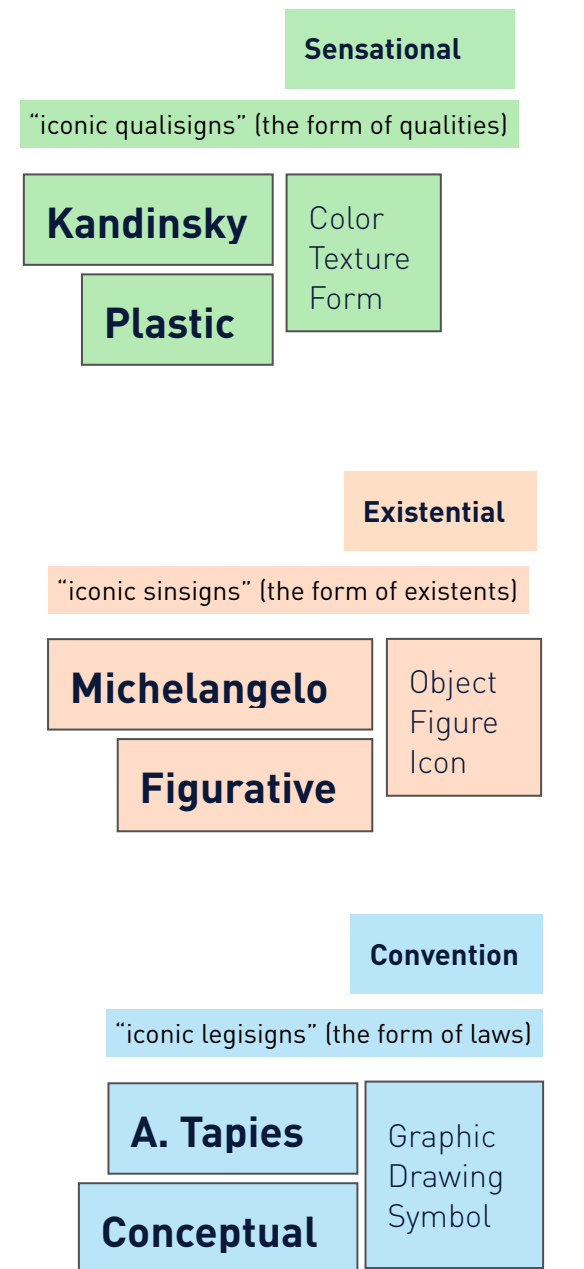 Sensational
“iconic qualisigns” (the form of qualities)
Kandinsky
Plastic
Color
Texture
Form
Existential
“iconic sinsigns” (the form of existents)
Michelangelo
Figurative
Object
Figure
Icon
Convention
“iconic legisigns” (the form of laws)
A. Tapies
Conceptual
Graphic
Drawing
Symbol